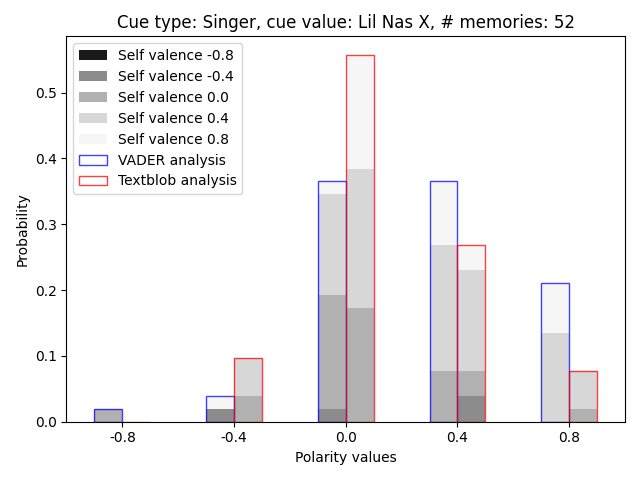 Cue type: Singer, cue value: Lil Nas X, # memories: 52
Self valence -0.8
Self valence -0.4
Self valence 0.0
Self valence 0.4
Self valence 0.8
VADER analysis
Textblob analysis
Probability
0.5
0.4
0.3
0.2
0.1
0.0
-0.8 -0.4 0.0 0.4 0.8
Polarity values